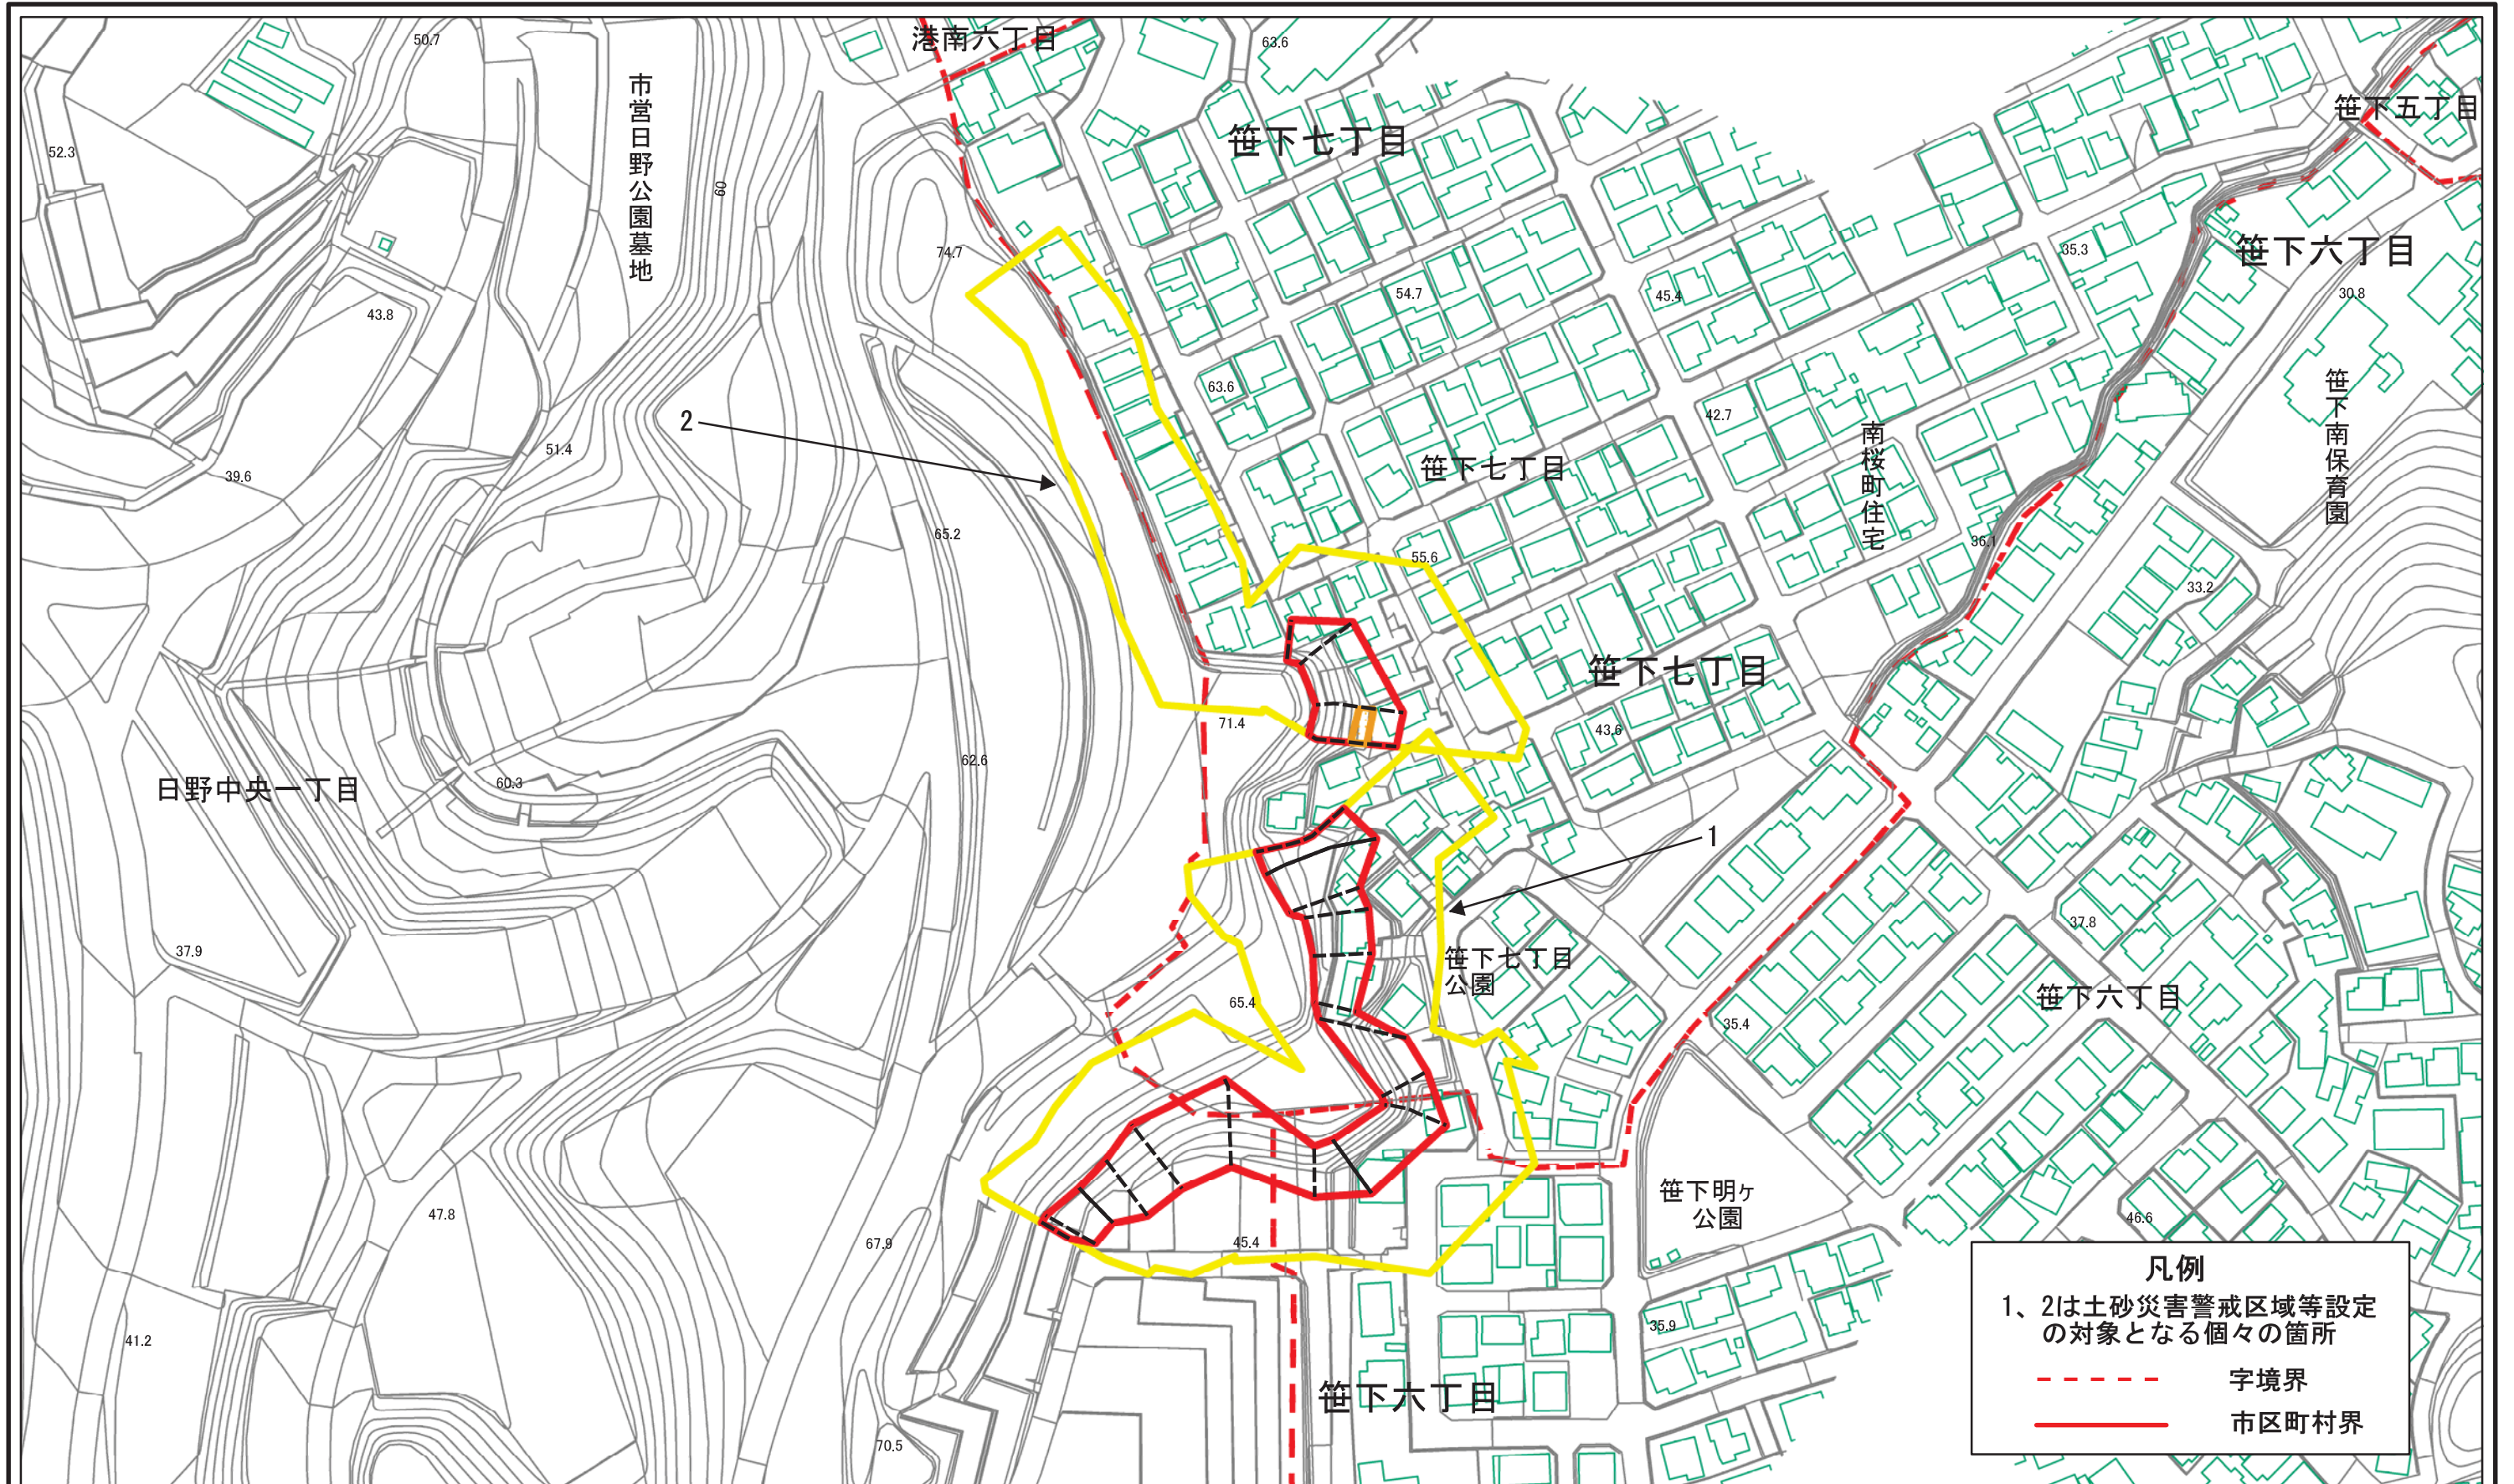 港南六丁目
50.7
63.6
市営日野公園墓地
笹下七丁目
笹下五丁目
52.3
60
74.7
笹下六丁目
35.3
30.8
43.8
54.7
45.4
63.6
笹下南保育園
42.7
2
南桜町住宅
51.4
39.6
笹下七丁目
65.2
55.6
36.1
33.2
笹下七丁目
71.4
43.6
62.6
60.3
日野中央一丁目
1
37.9
37.8
笹下七丁目
公園
65.4
笹下六丁目
35.4
笹下明ヶ
公園
47.8
46.6
67.9
45.4
41.2
35.9
笹下六丁目
70.5
凡例
1、2は土砂災害警戒区域等設定
の対象となる個々の箇所
字境界
市区町村界